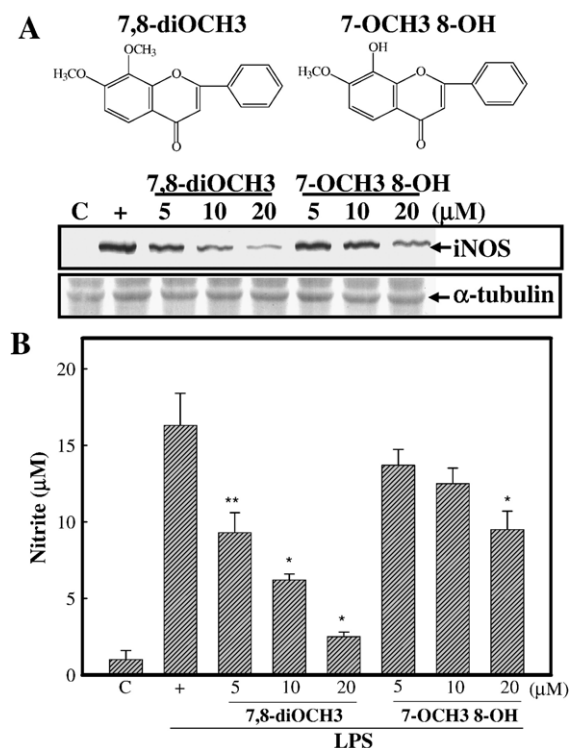 A
7,8-diOCH3 7-OCH3 8-OH
OCH₃ OH
H₃CO O H₃CO O
O O
7,8-diOCH3 7-OCH3 8-OH
C + 5 10 20 5 10 20 (μM)
iNOS
α-tubulin
B
Nitrite (μM)
20
15
10
5
0
** * * *
C + 5 10 20 5 10 20 (μM)
7,8-diOCH3 7-OCH3 8-OH
LPS